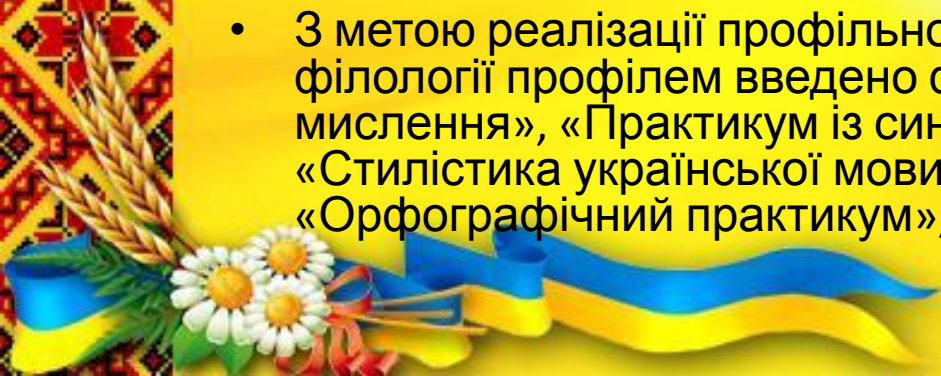 • З метою реалізації профільно
філології профілем введено
мислення», «Практикум із син
«Стилістика української мови
«Орфографічний практикум»,